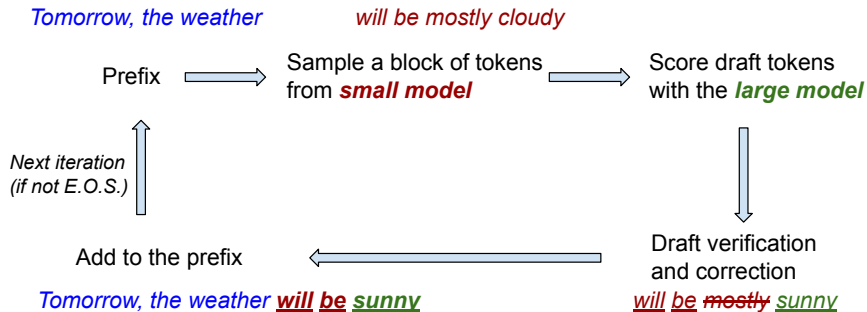 Tomorrow, the weather
will be mostly cloudy
Prefix
Sample a block of tokens
from small model
Score draft tokens
with the large model
Next iteration
(if not E.O.S.)
Add to the prefix
Draft verification
and correction
Tomorrow, the weather will be sunny
will be mostly sunny